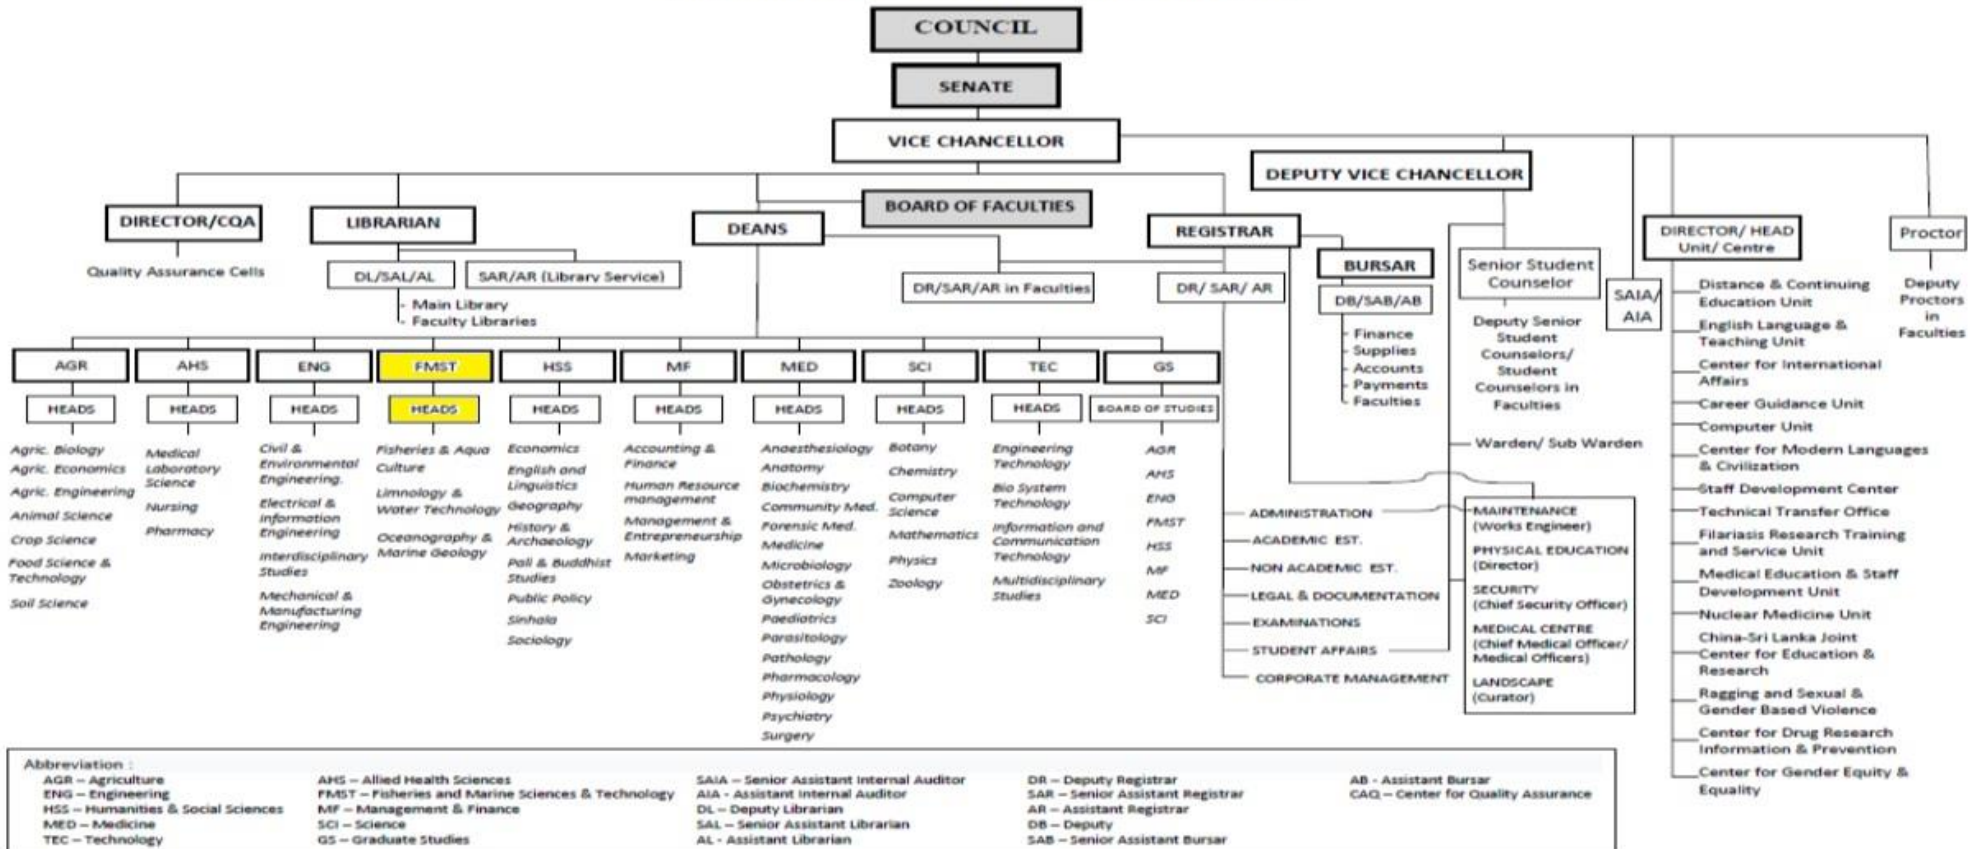 COUNCIL
SENATE
VICE CHANCELLOR
DEPUTY VICE CHANCELLOR
BOARD OF FACULTIES
DIRECTOR/CQA
Quality Assurance Cells
LIBRARIAN
DL/SAL/AL
SAR/AR (Library Service)
- Main Library
- Faculty Libraries
DEANS
DR/SAR/AR in Faculties
REGISTRAR
DR/ SAR/ AR
BURSAR
DB/SAB/AB
- Finance
- Supplies
- Accounts
- Payments
- Faculties
Senior Student
Counselor
Deputy Senior
Student
Counselors/
Student
Counselors in
Faculties
Warden/ Sub Warden
SAIA/
AIA
DIRECTOR/ HEAD
Unit/ Centre
Distance & Continuing
Education Unit
English Language &
Teaching Unit
Center for International
Affairs
Career Guidance Unit
Computer Unit
Center for Modern Languages
& Civilization
Staff Development Center
Technical Transfer Office
Filariasis Research Training
and Service Unit
Medical Education & Staff
Development Unit
Nuclear Medicine Unit
China-Sri Lanka Joint
Center for Education &
Research
Ragging and Sexual &
Gender Based Violence
Center for Drug Research
Information & Prevention
Center for Gender Equity &
Equality
Proctor
Deputy
Proctors
in
Faculties
AGR
HEADS
Agric. Biology
Agric. Economics
Agric. Engineering
Animal Science
Crop Science
Food Science &
Technology
Soil Science
AHS
HEADS
Medical
Laboratory
Science
Nursing
Pharmacy
ENG
HEADS
Civil &
Environmental
Engineering.
Electrical &
Information
Engineering
Interdisciplinary
Studies
Mechanical &
Manufacturing
Engineering
FMST
HEADS
Fisheries & Aqua
Culture
Limnology &
Water Technology
Oceanography &
Marine Geology
HSS
HEADS
Economics
English and
Linguistics
Geography
History &
Archaeology
Pali & Buddhist
Studies
Public Policy
Sinhala
Sociology
MF
HEADS
Accounting &
Finance
Human Resource
management
Management &
Entrepreneurship
Marketing
MED
HEADS
Anaesthesiology
Anatomy
Biochemistry
Community Med.
Forensic Med.
Medicine
Microbiology
Obstetrics &
Gynecology
Paediatrics
Parasitology
Pathology
Pharmacology
Physiology
Psychiatry
Surgery
SCI
HEADS
Botany
Chemistry
Computer
Science
Mathematics
Physics
Zoology
TEC
HEADS
Engineering
Technology
Bio System
Technology
Information and
Communication
Technology
Multidisciplinary
Studies
GS
BOARD OF STUDIES
AGR
AHS
ENG
FMST
HSS
MF
MED
SCI
ADMINISTRATION
ACADEMIC EST.
NON ACADEMIC EST.
LEGAL & DOCUMENTATION
EXAMINATIONS
STUDENT AFFAIRS
CORPORATE MANAGEMENT
MAINTENANCE
(Works Engineer)
PHYSICAL EDUCATION
(Director)
SECURITY
(Chief Security Officer)
MEDICAL CENTRE
(Chief Medical Officer/
Medical Officers)
LANDSCAPE
(Curator)
Abbreviation :
AGR – Agriculture
ENG – Engineering
HSS – Humanities & Social Sciences
MED – Medicine
TEC – Technology
AHS – Allied Health Sciences
FMST – Fisheries and Marine Sciences & Technology
MF – Management & Finance
SCI – Science
GS – Graduate Studies
SAIA – Senior Assistant Internal Auditor
AIA - Assistant Internal Auditor
DL – Deputy Librarian
SAL – Senior Assistant Librarian
AL - Assistant Librarian
DR – Deputy Registrar
SAR – Senior Assistant Registrar
AR – Assistant Registrar
DB – Deputy
SAB – Senior Assistant Bursar
AB - Assistant Bursar
CAQ – Center for Quality Assurance